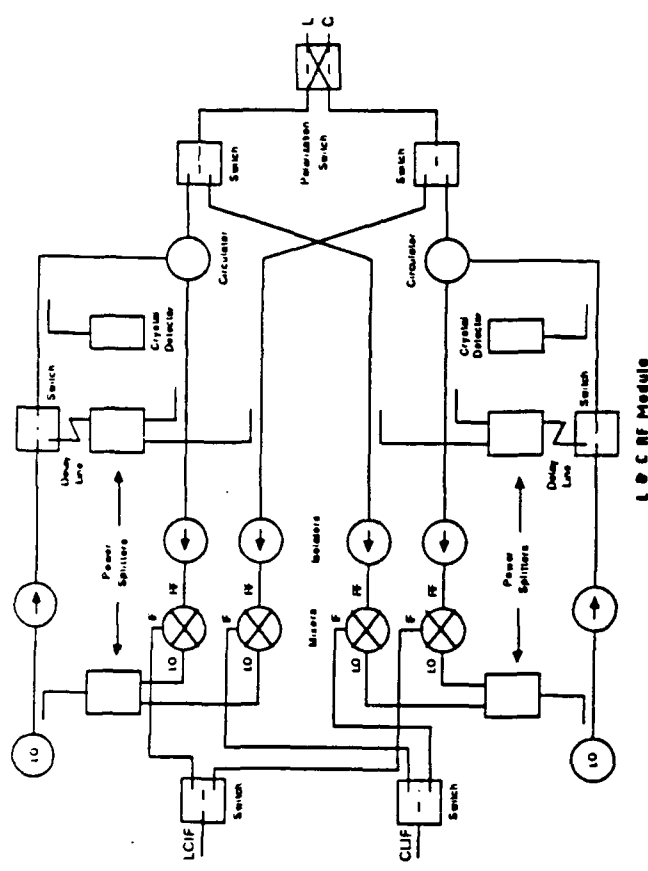 L
C
Polarization
Switch
Switch
Switch
Circulator
Circulator
Crystal
Detector
Crystal
Detector
Switch
Delay
Line
Switch
Delay
Line
Power
Splitters
Power
Splitters
Isolators
Mixers
RF
IF
LO
RF
IF
LO
RF
IF
LO
RF
IF
LO
LO
LO
Switch
LCIF
Switch
CLIF
L & C RF Module